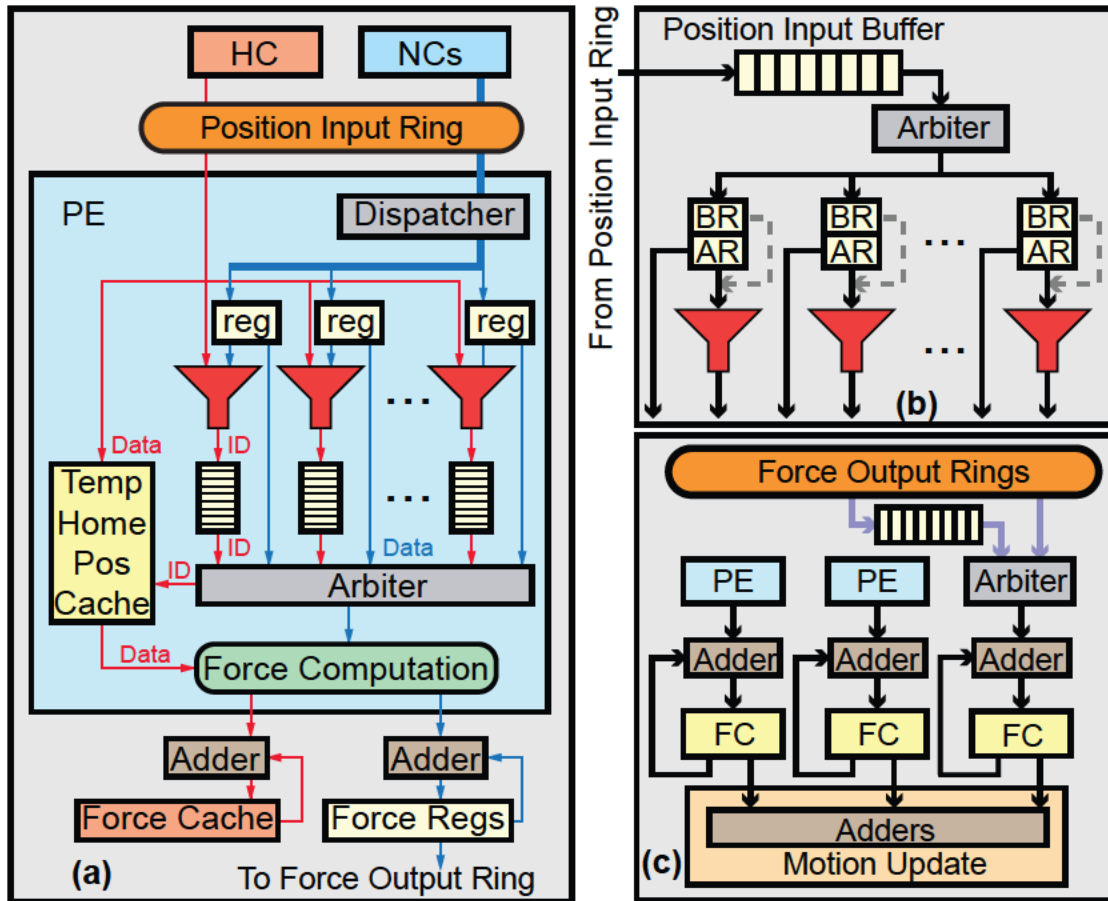 HC
NCs
Position Input Ring
PE
Dispatcher
reg
reg
reg
...
Data
ID
Temp
Home
Pos
Cache
...
ID
Data
ID
Arbiter
Data
Force Computation
Adder
Adder
Force Cache
Force Regs
(a)
To Force Output Ring
From Position Input Ring
Position Input Buffer
Arbiter
BR
BR
BR
AR
AR
AR
...
...
(b)
Force Output Rings
PE
PE
Arbiter
Adder
Adder
Adder
FC
FC
FC
Adders
(c)
Motion Update